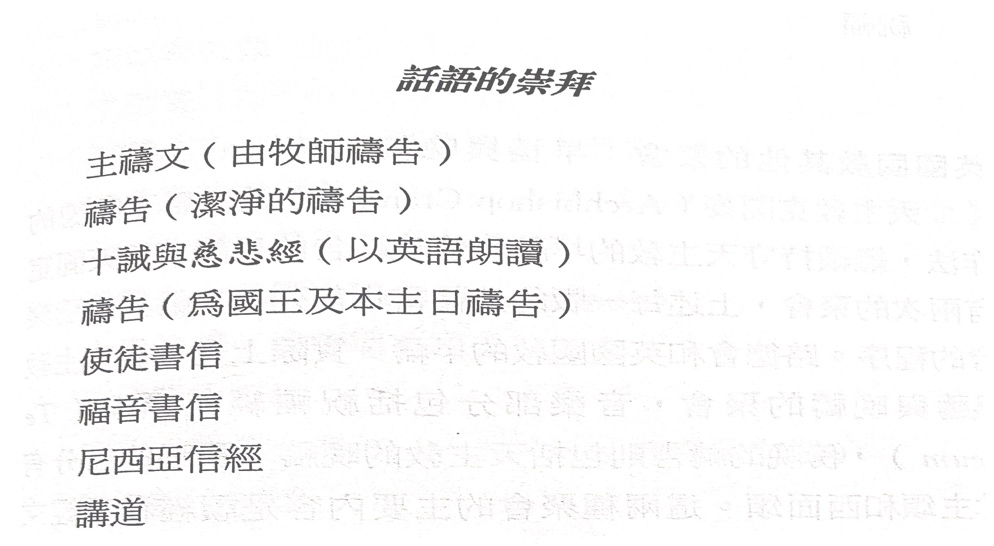 話語的崇拜
主禱文(由牧師禱告)
禱告(潔淨的禱告)
十誡與慈悲經(以英語朗讀)
禱告(爲國王及本主日禱告)
使徒書信
福音書信
尼西亞信經
講道